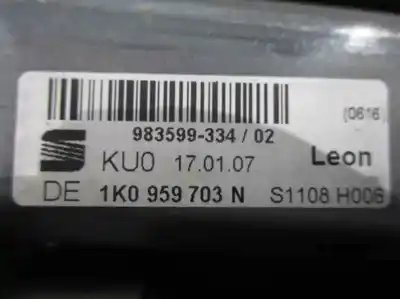 (0616)
983599-334 / 02
KU0 17.01.07 Leon
DE 1K0 959 703 N S1108 H006